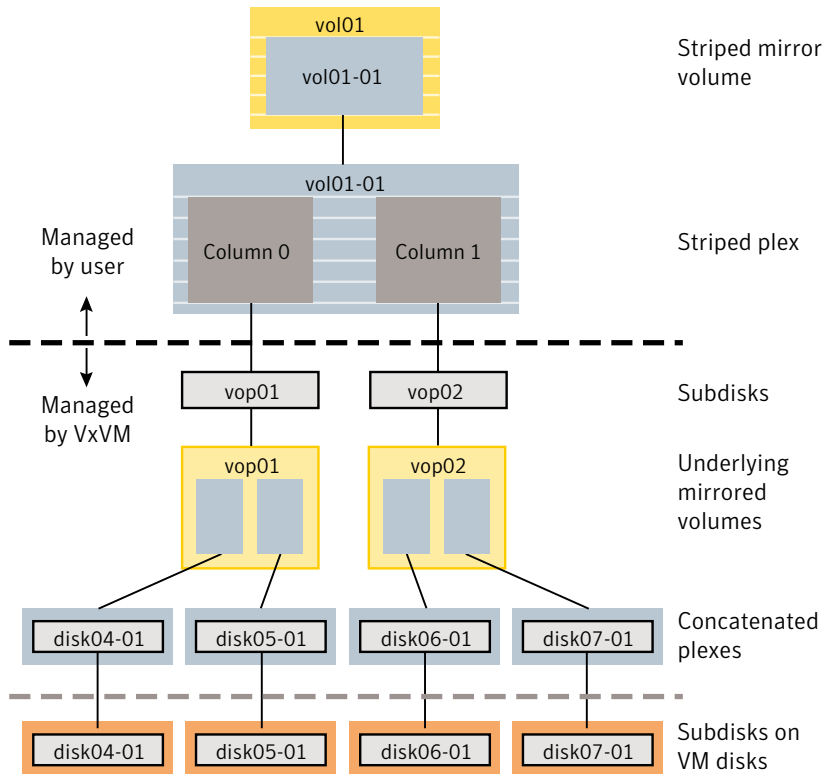 vol01
vol01-01
Striped mirror
volume
vol01-01
Column 0
Column 1
Striped plex
Managed
by user
Managed
by VxVM
vop01
vop02
Subdisks
vop01
vop02
Underlying
mirrored
volumes
disk04-01
disk05-01
disk06-01
disk07-01
Concatenated
plexes
disk04-01
disk05-01
disk06-01
disk07-01
Subdisks on
VM disks